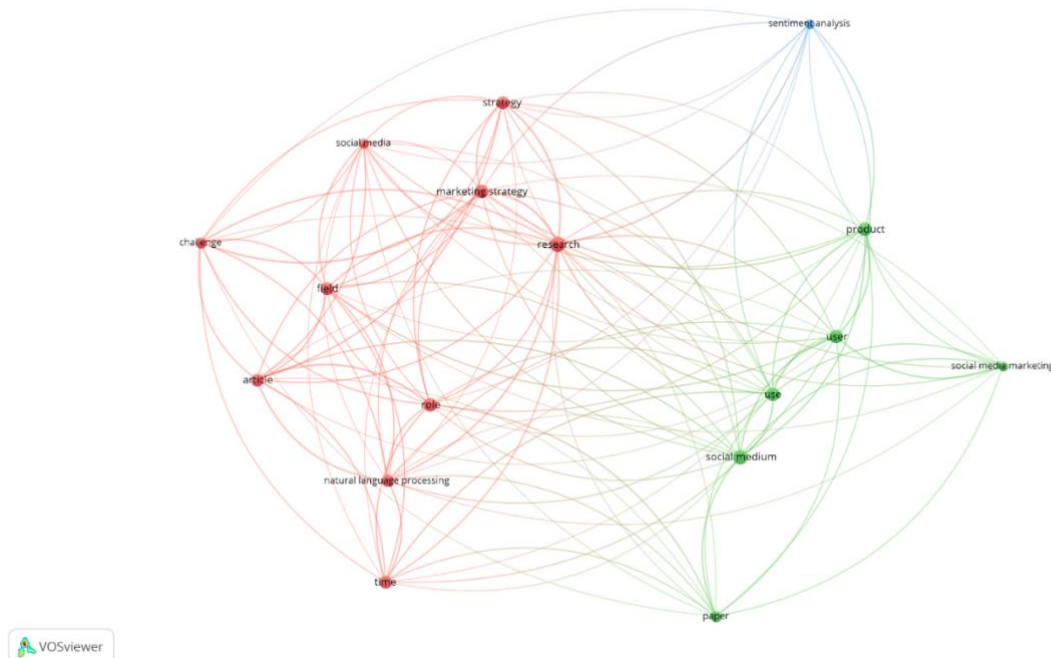 sentiment analysis
strategy
social media
marketing strategy
product
challenge
research
field
user
social media marketing
article
use
role
social medium
natural language processing
time
paper
VOSviewer